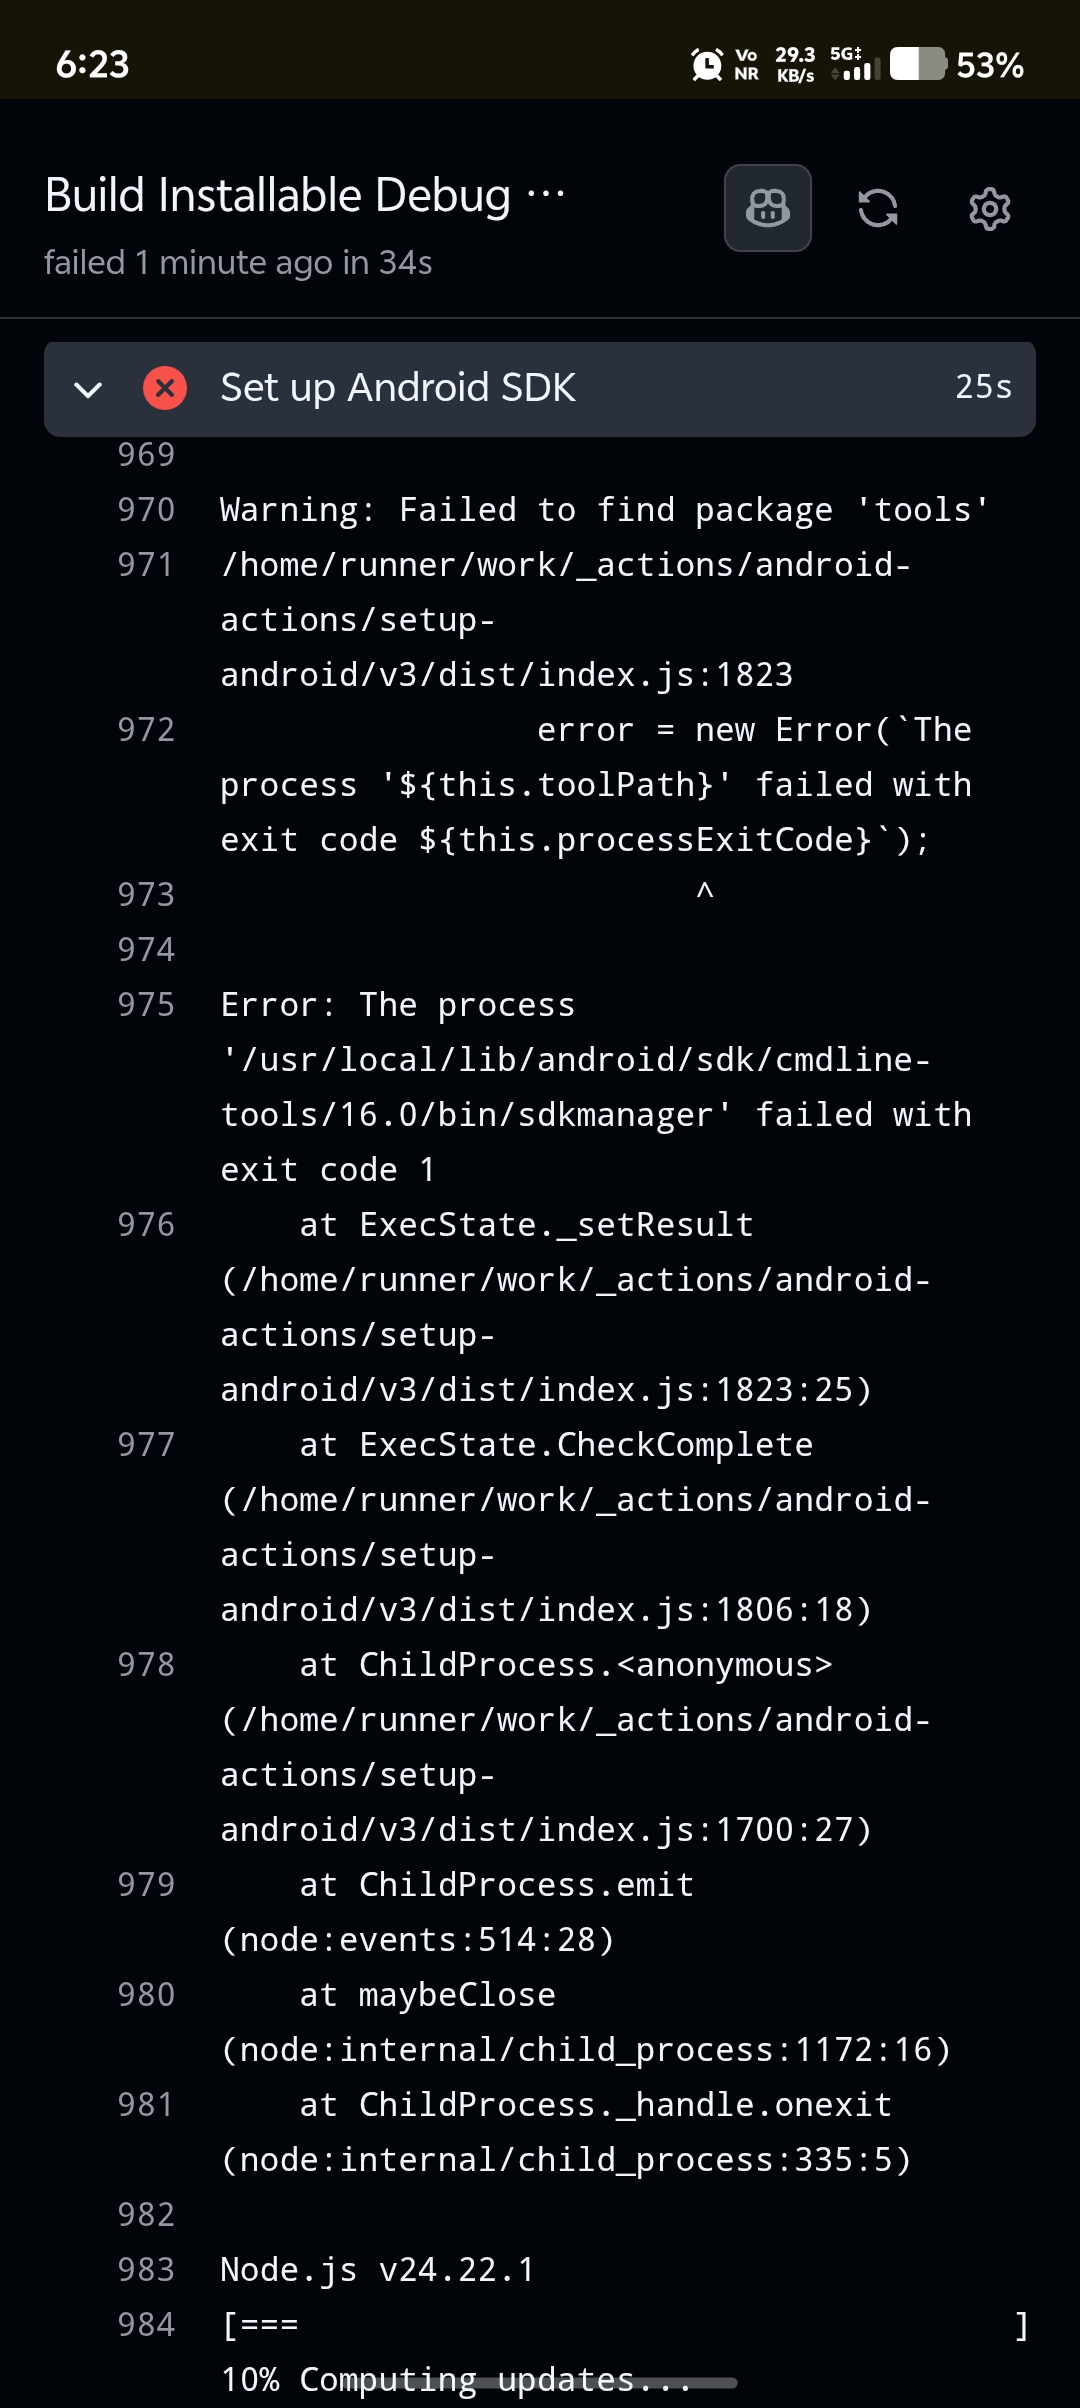 6:23
Vo NR 29.3 KB/s 5G 53%
Build Installable Debug ...
failed 1 minute ago in 34s
Set up Android SDK 25s
969
970 Warning: Failed to find package 'tools'
971 /home/runner/work/_actions/android-
actions/setup-
android/v3/dist/index.js:1823
972 error = new Error(`The
process '${this.toolPath}' failed with
exit code ${this.processExitCode}`);
973 ^
974
975 Error: The process
'/usr/local/lib/android/sdk/cmdline-
tools/16.0/bin/sdkmanager' failed with
exit code 1
976 at ExecState._setResult
(/home/runner/work/_actions/android-
actions/setup-
android/v3/dist/index.js:1823:25)
977 at ExecState.CheckComplete
(/home/runner/work/_actions/android-
actions/setup-
android/v3/dist/index.js:1806:18)
978 at ChildProcess.<anonymous>
(/home/runner/work/_actions/android-
actions/setup-
android/v3/dist/index.js:1700:27)
979 at ChildProcess.emit
(node:events:514:28)
980 at maybeClose
(node:internal/child_process:1172:16)
981 at ChildProcess._handle.onexit
(node:internal/child_process:335:5)
982
983 Node.js v24.22.1
984 [=== ]
10% Computing updates...